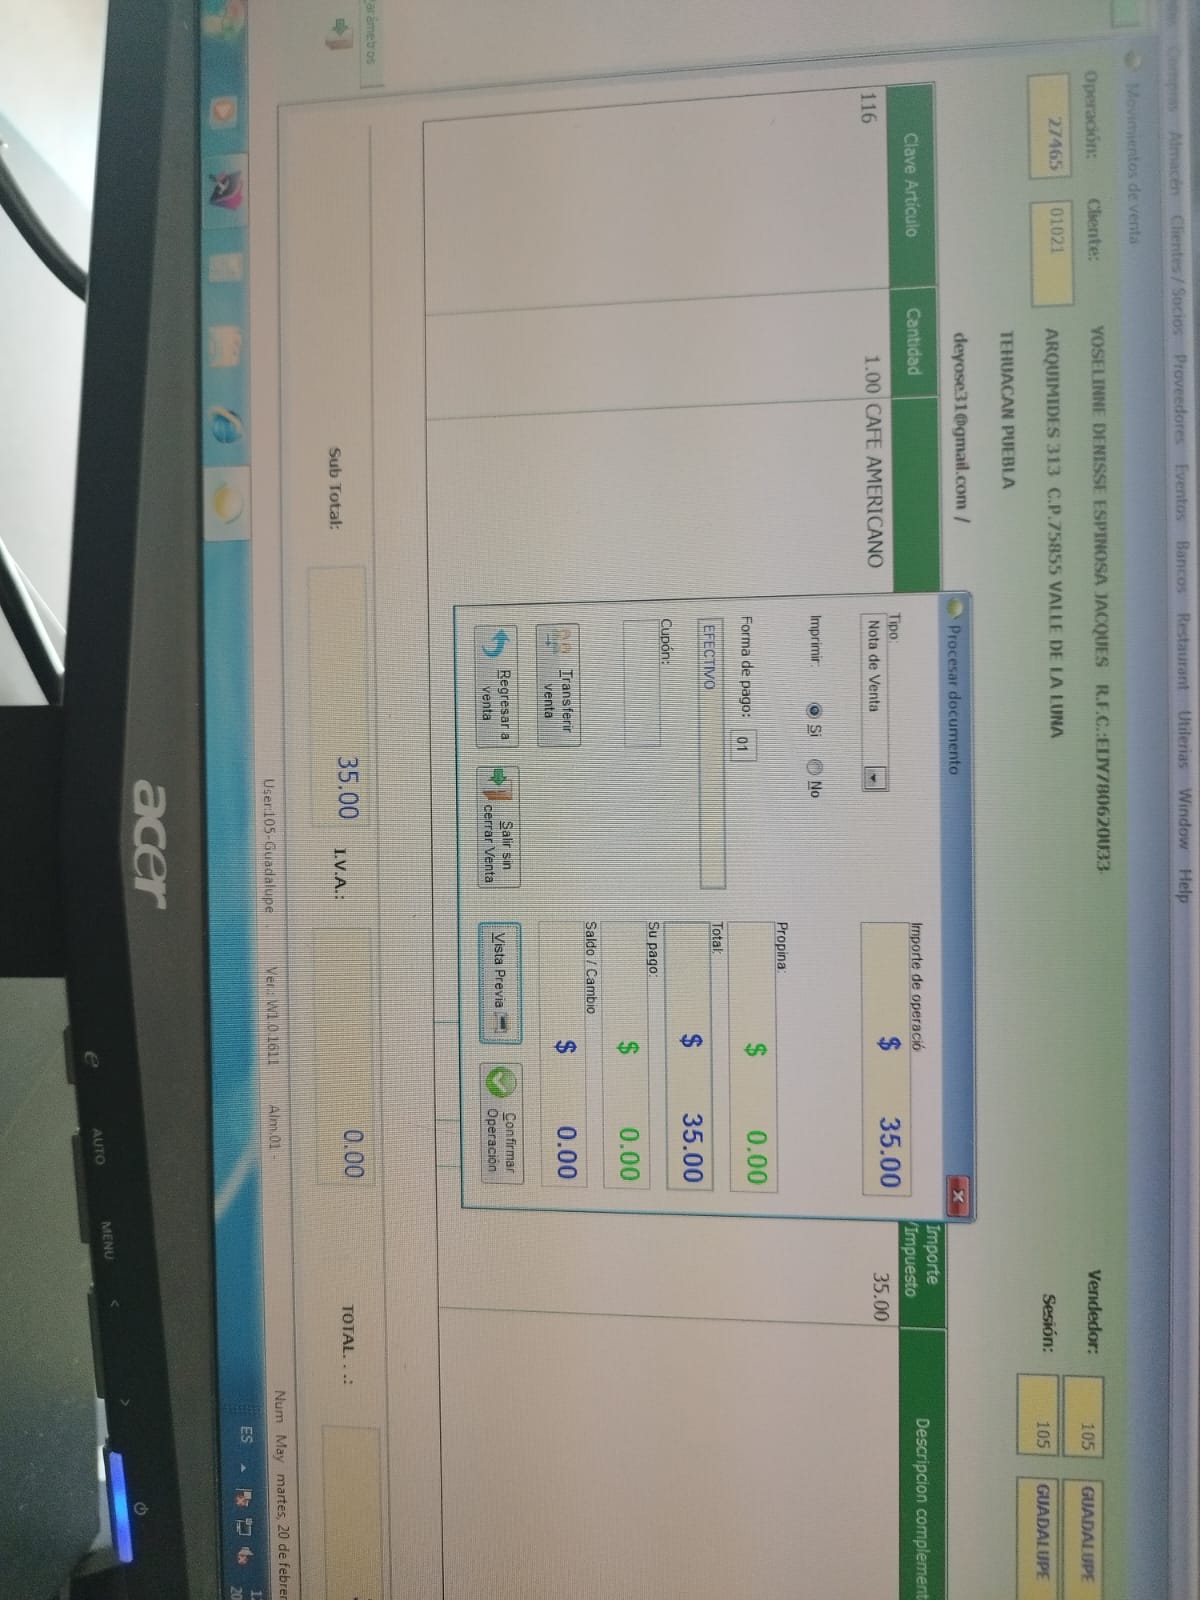 Compras Almacén Clientes / Socios Proveedores Eventos Bancos Restaurant Utilerias Window Help
Movimientos de venta
Operación: Cliente: YOSELINNE DENISSE ESPINOSA JACQUES R.F.C.:EIJY780620U33
27465 01021
ARQUIMIDES 313 C.P.75855 VALLE DE LA LUNA
TEHUACAN PUEBLA
deyose31@gmail.com /
Vendedor: 105 GUADALUPE
Sesión: 105 GUADALUPE
Clave Artículo Cantidad Importe /Impuesto Descripcion complement
116 1.00 CAFE AMERICANO 35.00
Procesar documento
Tipo:
Nota de Venta
Imprimir: Si No
Forma de pago: 01
EFECTIVO
Cupón:
Transferir venta
Regresar a venta
Salir sin cerrar Venta
Importe de operació
$ 35.00
Propina:
$ 0.00
Total:
$ 35.00
Su pago:
$ 0.00
Saldo / Cambio
$ 0.00
Vista Previa
Confirmar Operación
arámetros
Sub Total: 35.00 I.V.A.: 0.00 TOTAL. . .:
User:105-Guadalupe Ver.: W1.0.1611 Alm.01 - Num May martes, 20 de febrer
ES
acer
e AUTO MENU < >